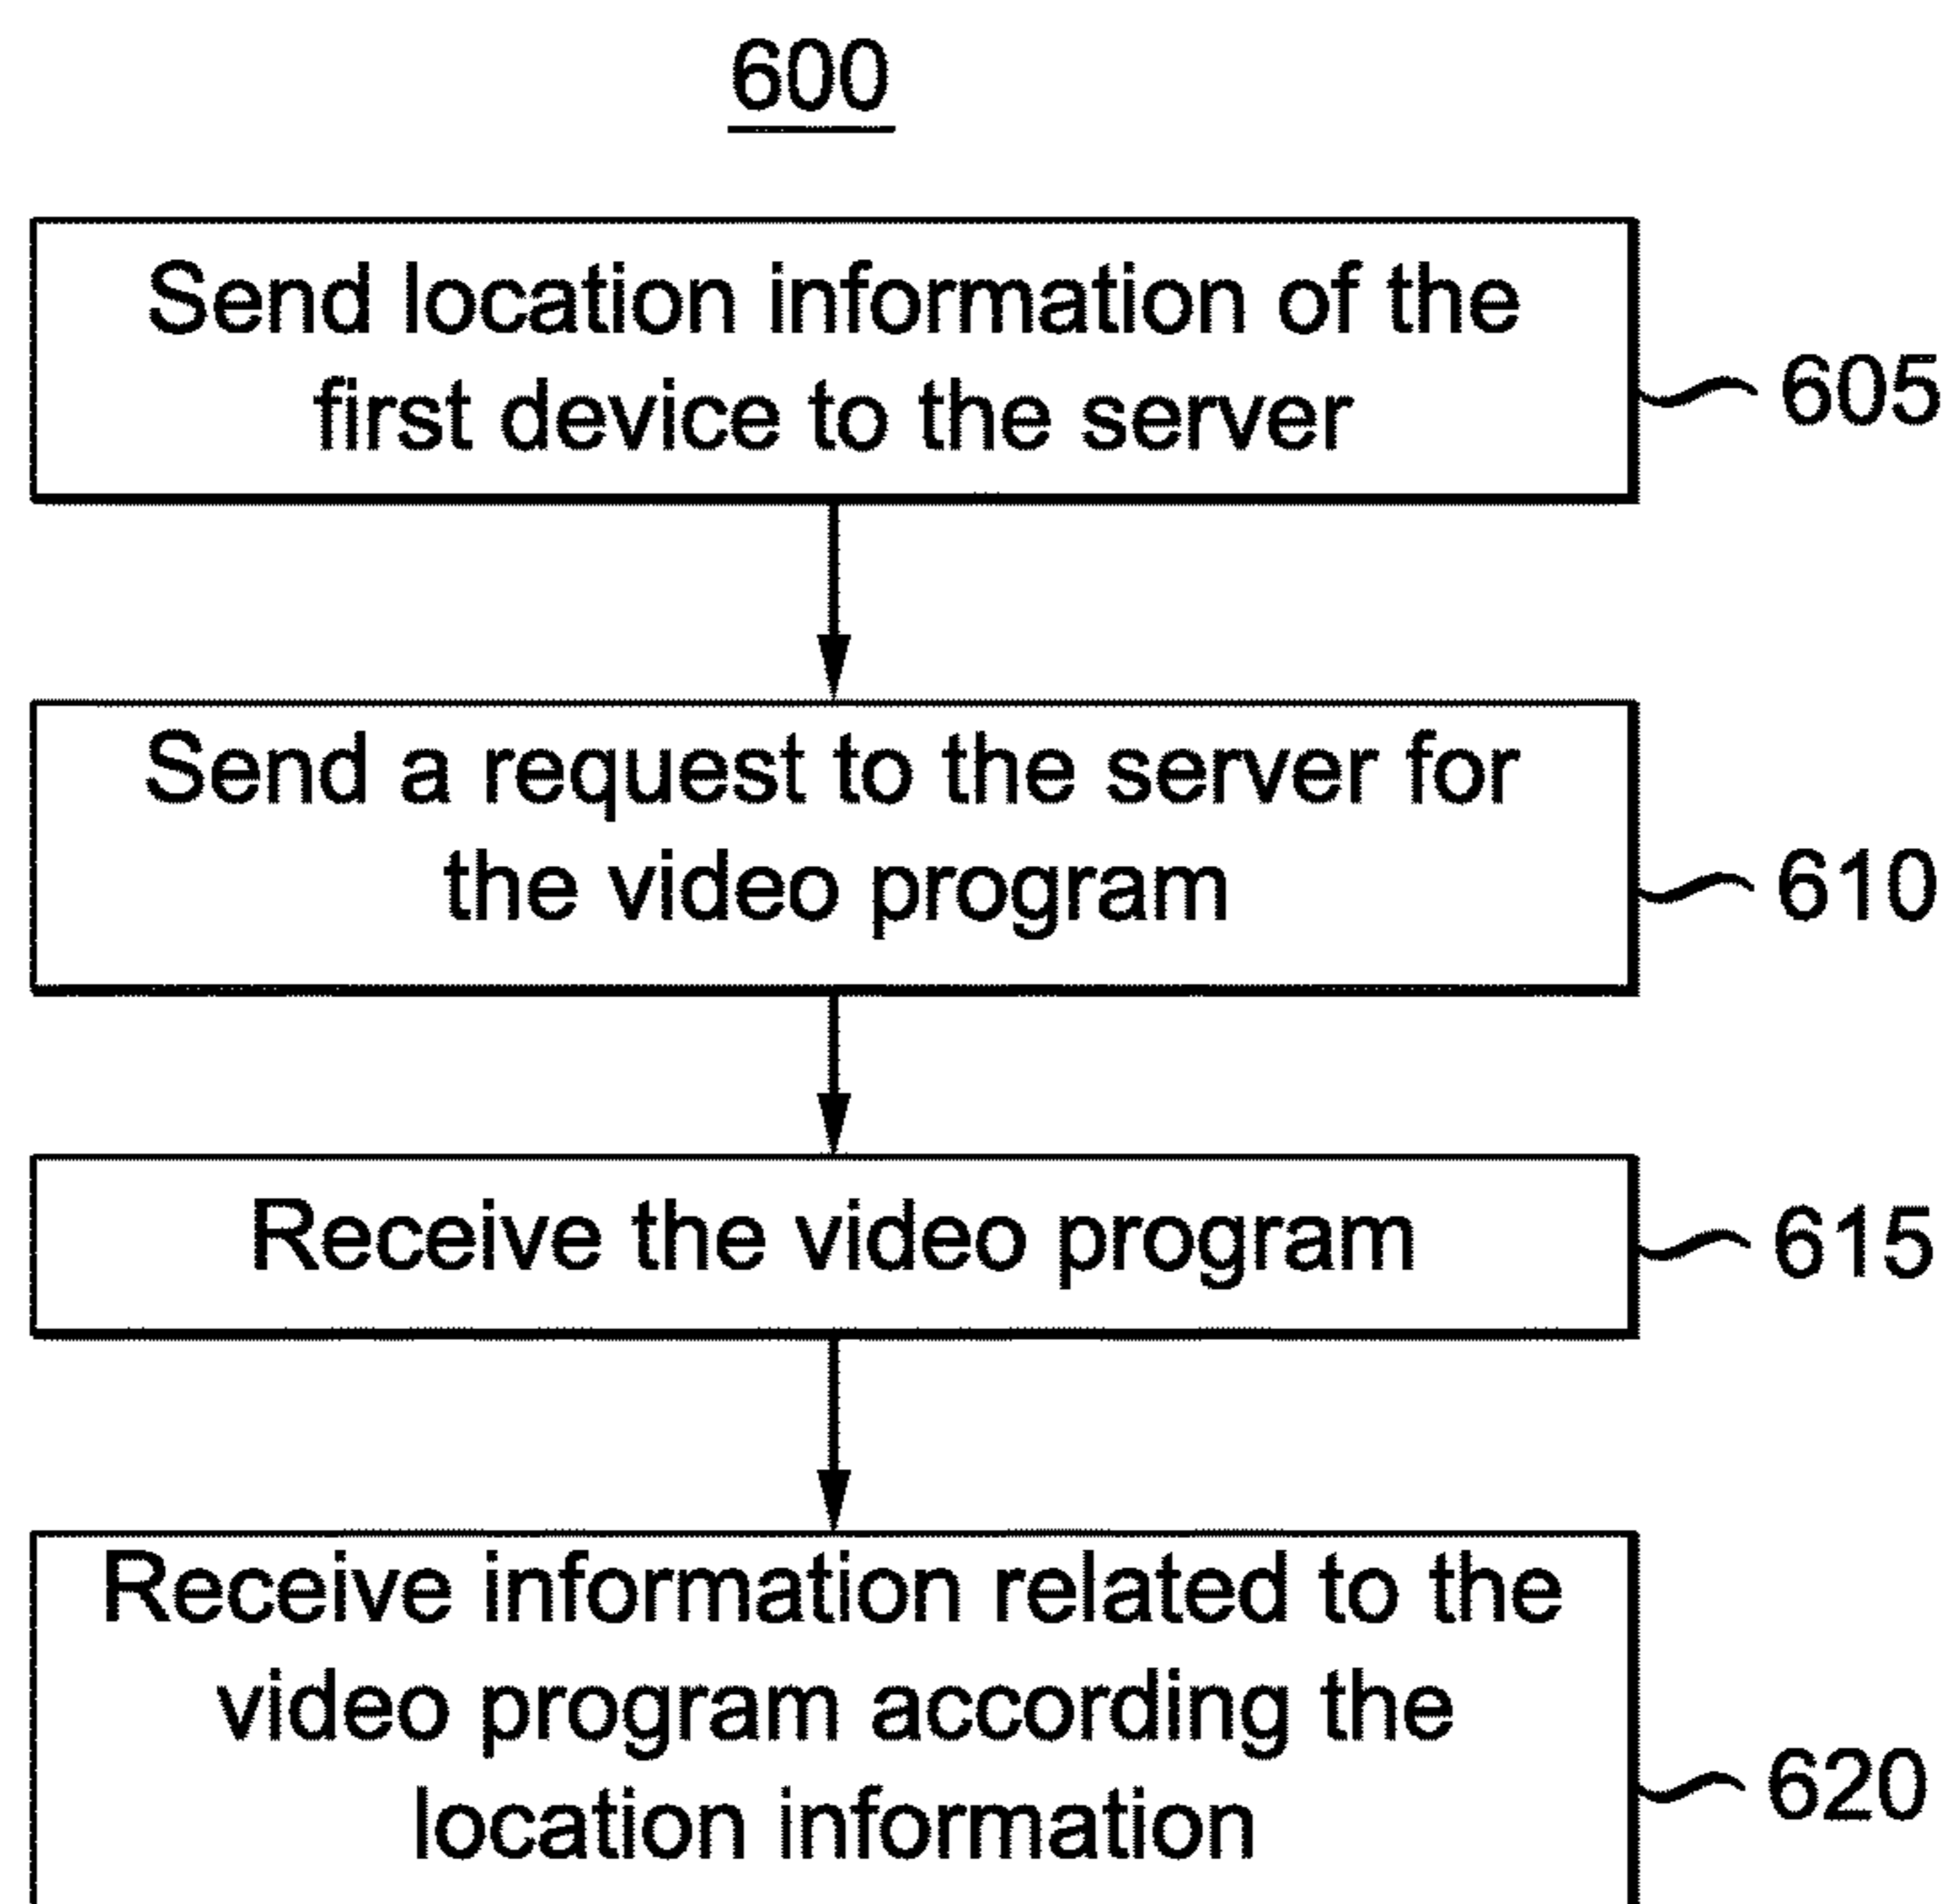 600
Send location information of the
first device to the server
605
Send a request to the server for
the video program
610
Receive the video program
615
Receive information related to the
video program according the
location information
620